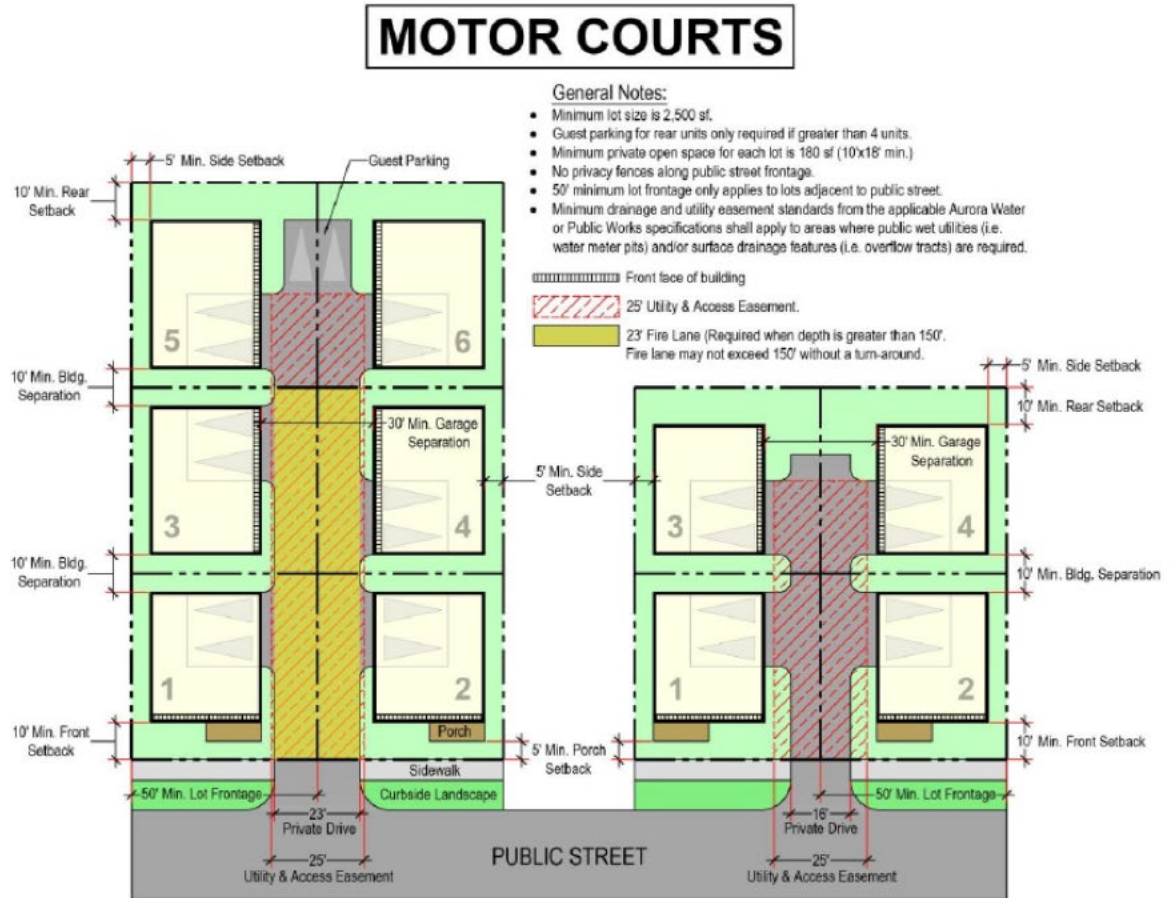 MOTOR COURTS
General Notes:
• Minimum lot size is 2,500 sf.
• Guest parking for rear units only required if greater than 4 units.
• Minimum private open space for each lot is 180 sf (10'x18' min.)
• No privacy fences along public street frontage.
• 50' minimum lot frontage only applies to lots adjacent to public street.
• Minimum drainage and utility easement standards from the applicable Aurora Water
or Public Works specifications shall apply to areas where public wet utilities (i.e.
water meter pits) and/or surface drainage features (i.e. overflow tracts) are required.
Front face of building
25' Utility & Access Easement.
23' Fire Lane (Required when depth is greater than 150'.
Fire lane may not exceed 150' without a turn-around.
5' Min. Side Setback
Guest Parking
10' Min. Rear
Setback
5
6
10' Min. Bldg.
Separation
30' Min. Garage
Separation
3
4
10' Min. Bldg.
Separation
1
2
10' Min. Front
Setback
Porch
Sidewalk
50' Min. Lot Frontage
Curbside Landscape
23'
Private Drive
25'
Utility & Access Easement
5' Min. Side
Setback
5' Min. Porch
Setback
PUBLIC STREET
5' Min. Side Setback
10' Min. Rear Setback
30' Min. Garage
Separation
3
4
10' Min. Bldg. Separation
1
2
10' Min. Front Setback
50' Min. Lot Frontage
16'
Private Drive
25'
Utility & Access Easement